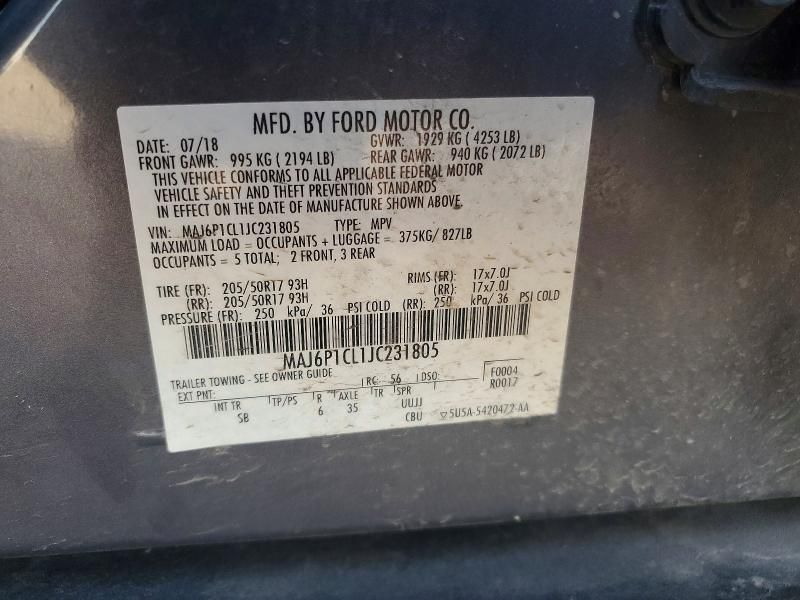 MFD. BY FORD MOTOR CO.
DATE: 07/18 GVWR: 1929 KG ( 4253 LB)
FRONT GAWR: 995 KG ( 2194 LB) REAR GAWR: 940 KG ( 2072 LB)
THIS VEHICLE CONFORMS TO ALL APPLICABLE FEDERAL MOTOR
VEHICLE SAFETY AND THEFT PREVENTION STANDARDS
IN EFFECT ON THE DATE OF MANUFACTURE SHOWN ABOVE.
VIN: MAJ6P1CL1JC231805 TYPE: MPV
MAXIMUM LOAD = OCCUPANTS + LUGGAGE = 375KG/ 827LB
OCCUPANTS = 5 TOTAL; 2 FRONT, 3 REAR
TIRE (FR): 205/50R17 93H RIMS (FR): 17x7.0J
(RR): 205/50R17 93H (RR): 17x7.0J
PRESSURE (FR): 250 kPa/ 36 PSI COLD (RR): 250 kPa/ 36 PSI COLD
MAJ6P1CL1JC231805
TRAILER TOWING - SEE OWNER GUIDE. F0004
EXT PNT: RC: 56 DSO: R0017
INT TR TP/PS R AXLE TR SPR
SB 6 35 UUJJ
CBU 5U5A-5420472-AA